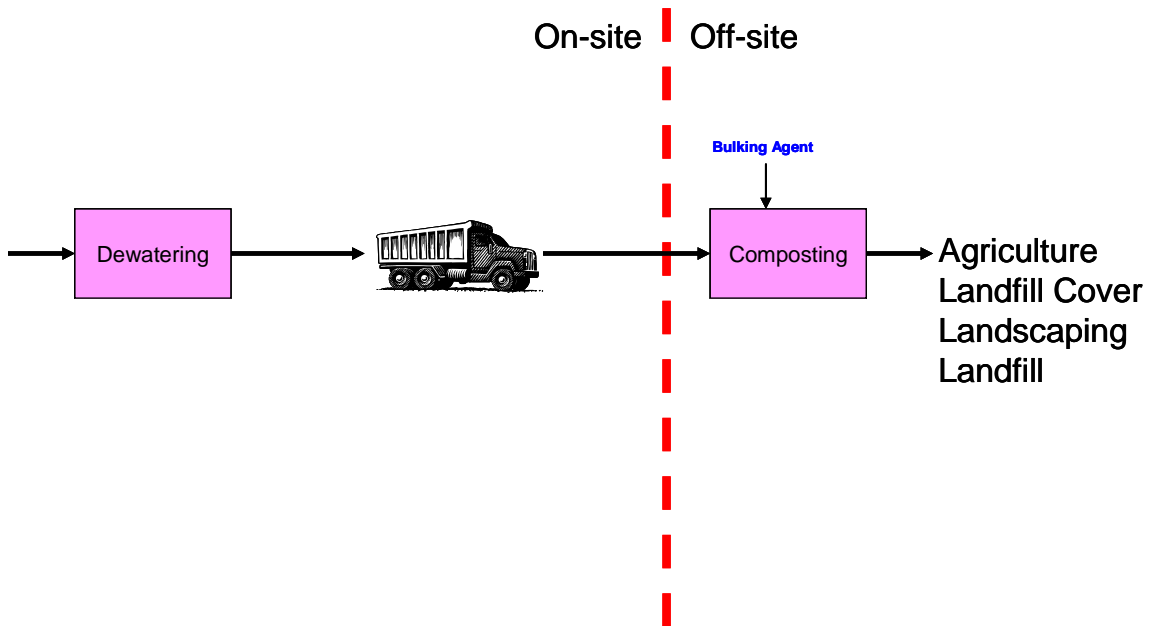 On-site
Off-site
Bulking Agent
Dewatering
Composting
Agriculture
Landfill Cover
Landscaping
Landfill